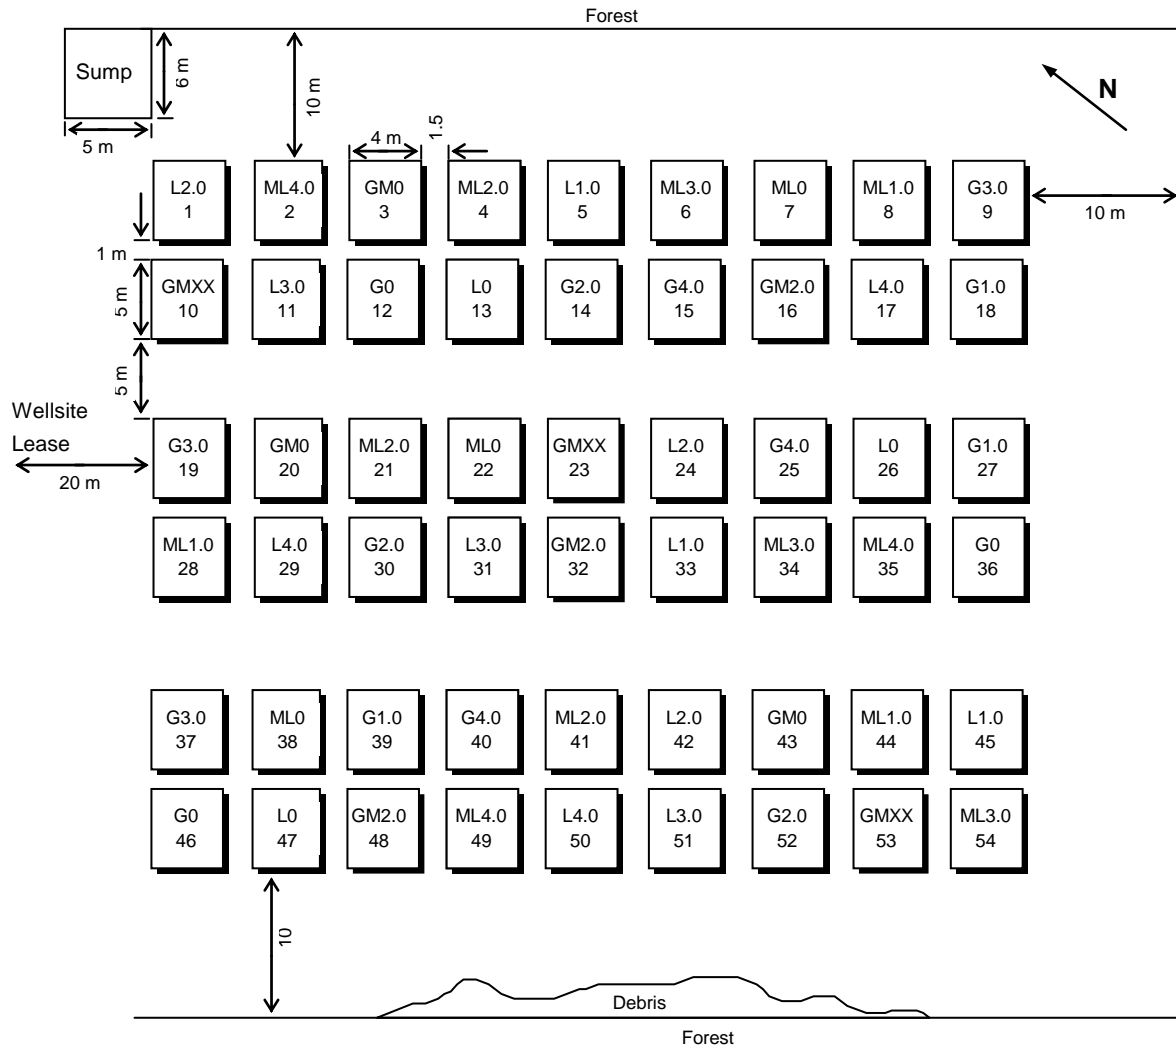 Forest
Sump
6 m
5 m
10 m
N
4 m
1.5
L2.0 ML4.0 GM0 ML2.0 L1.0 ML3.0 ML0 ML1.0 G3.0
1 2 3 4 5 6 7 8 9
10 m
1 m
GMXX L3.0 G0 L0 G2.0 G4.0 GM2.0 L4.0 G1.0
10 11 12 13 14 15 16 17 18
5 m
5 m
Wellsite
Lease
20 m
G3.0 GM0 ML2.0 ML0 GMXX L2.0 G4.0 L0 G1.0
19 20 21 22 23 24 25 26 27
ML1.0 L4.0 G2.0 L3.0 GM2.0 L1.0 ML3.0 ML4.0 G0
28 29 30 31 32 33 34 35 36
G3.0 ML0 G1.0 G4.0 ML2.0 L2.0 GM0 ML1.0 L1.0
37 38 39 40 41 42 43 44 45
G0 L0 GM2.0 ML4.0 L4.0 L3.0 G2.0 GMXX ML3.0
46 47 48 49 50 51 52 53 54
10
Debris
Forest